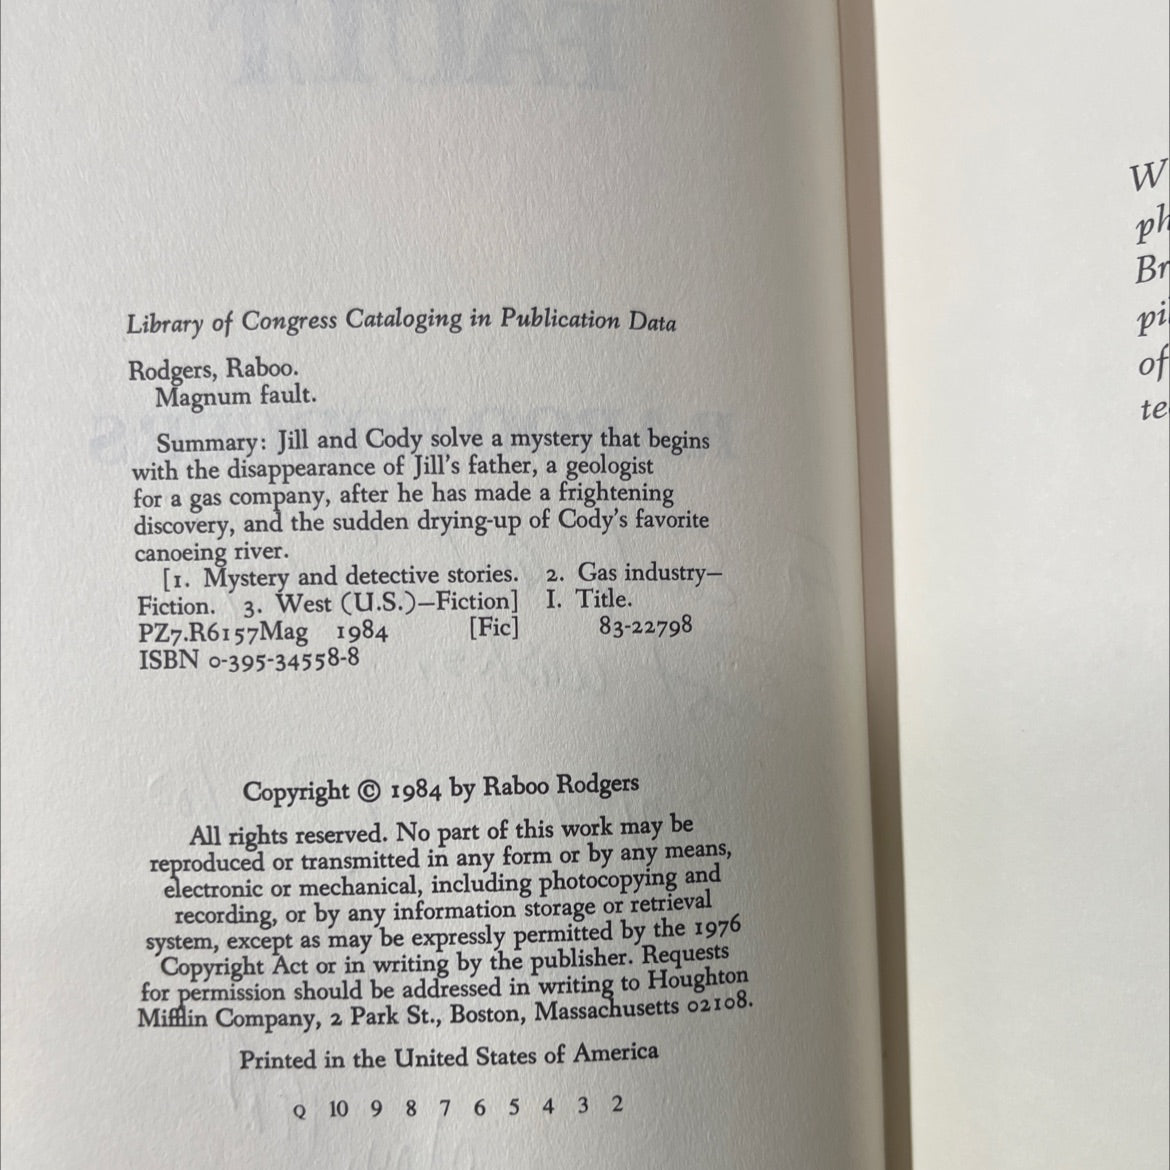 Library of Congress Cataloging in Publication Data
Rodgers, Raboo.
Magnum fault.
Summary: Jill and Cody solve a mystery that begins
with the disappearance of Jill's father, a geologist
for a gas company, after he has made a frightening
discovery, and the sudden drying-up of Cody's favorite
canoeing river.
[1. Mystery and detective stories. 2. Gas industry—
Fiction. 3. West (U.S.)—Fiction] I. Title.
PZ7.R6157Mag 1984 [Fic] 83-22798
ISBN 0-395-34558-8
Copyright © 1984 by Raboo Rodgers
All rights reserved. No part of this work may be
reproduced or transmitted in any form or by any means,
electronic or mechanical, including photocopying and
recording, or by any information storage or retrieval
system, except as may be expressly permitted by the 1976
Copyright Act or in writing by the publisher. Requests
for permission should be addressed in writing to Houghton
Mifflin Company, 2 Park St., Boston, Massachusetts 02108.
Printed in the United States of America
Q 10 9 8 7 6 5 4 3 2
W
ph
Br
pil
of
te